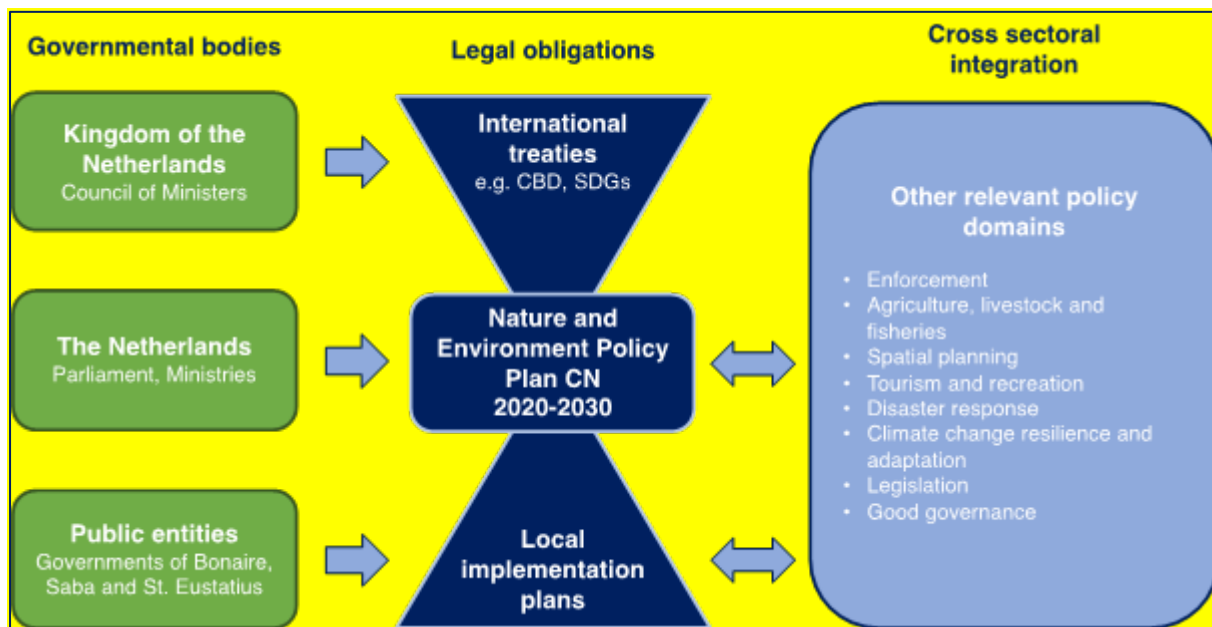 Governmental bodies
Kingdom of the
Netherlands
Council of Ministers
The Netherlands
Parliament, Ministries
Public entities
Governments of Bonaire,
Saba and St. Eustatius
Legal obligations
International
treaties
e.g. CBD, SDGs
Nature and
Environment Policy
Plan CN
2020-2030
Local
implementation
plans
Cross sectoral
integration
Other relevant policy
domains
• Enforcement
• Agriculture, livestock and
fisheries
• Spatial planning
• Tourism and recreation
• Disaster response
• Climate change resilience and
adaptation
• Legislation
• Good governance